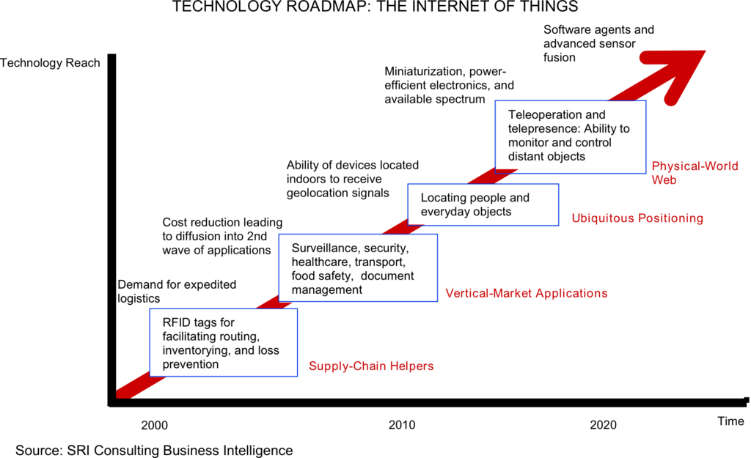 TECHNOLOGY ROADMAP: THE INTERNET OF THINGS
Software agents and
advanced sensor
fusion
Technology Reach
Miniaturization, power-
efficient electronics, and
available spectrum
Teleoperation and
telepresence: Ability to
monitor and control
distant objects
Physical-World
Web
Ability of devices located
indoors to receive
geolocation signals
Locating people and
everyday objects
Ubiquitous Positioning
Cost reduction leading
to diffusion into 2nd
wave of applications
Surveillance, security,
healthcare, transport,
food safety, document
management
Vertical-Market Applications
Demand for expedited
logistics
RFID tags for
facilitating routing,
inventorying, and loss
prevention
Supply-Chain Helpers
2000
2010
2020
Time
Source: SRI Consulting Business Intelligence